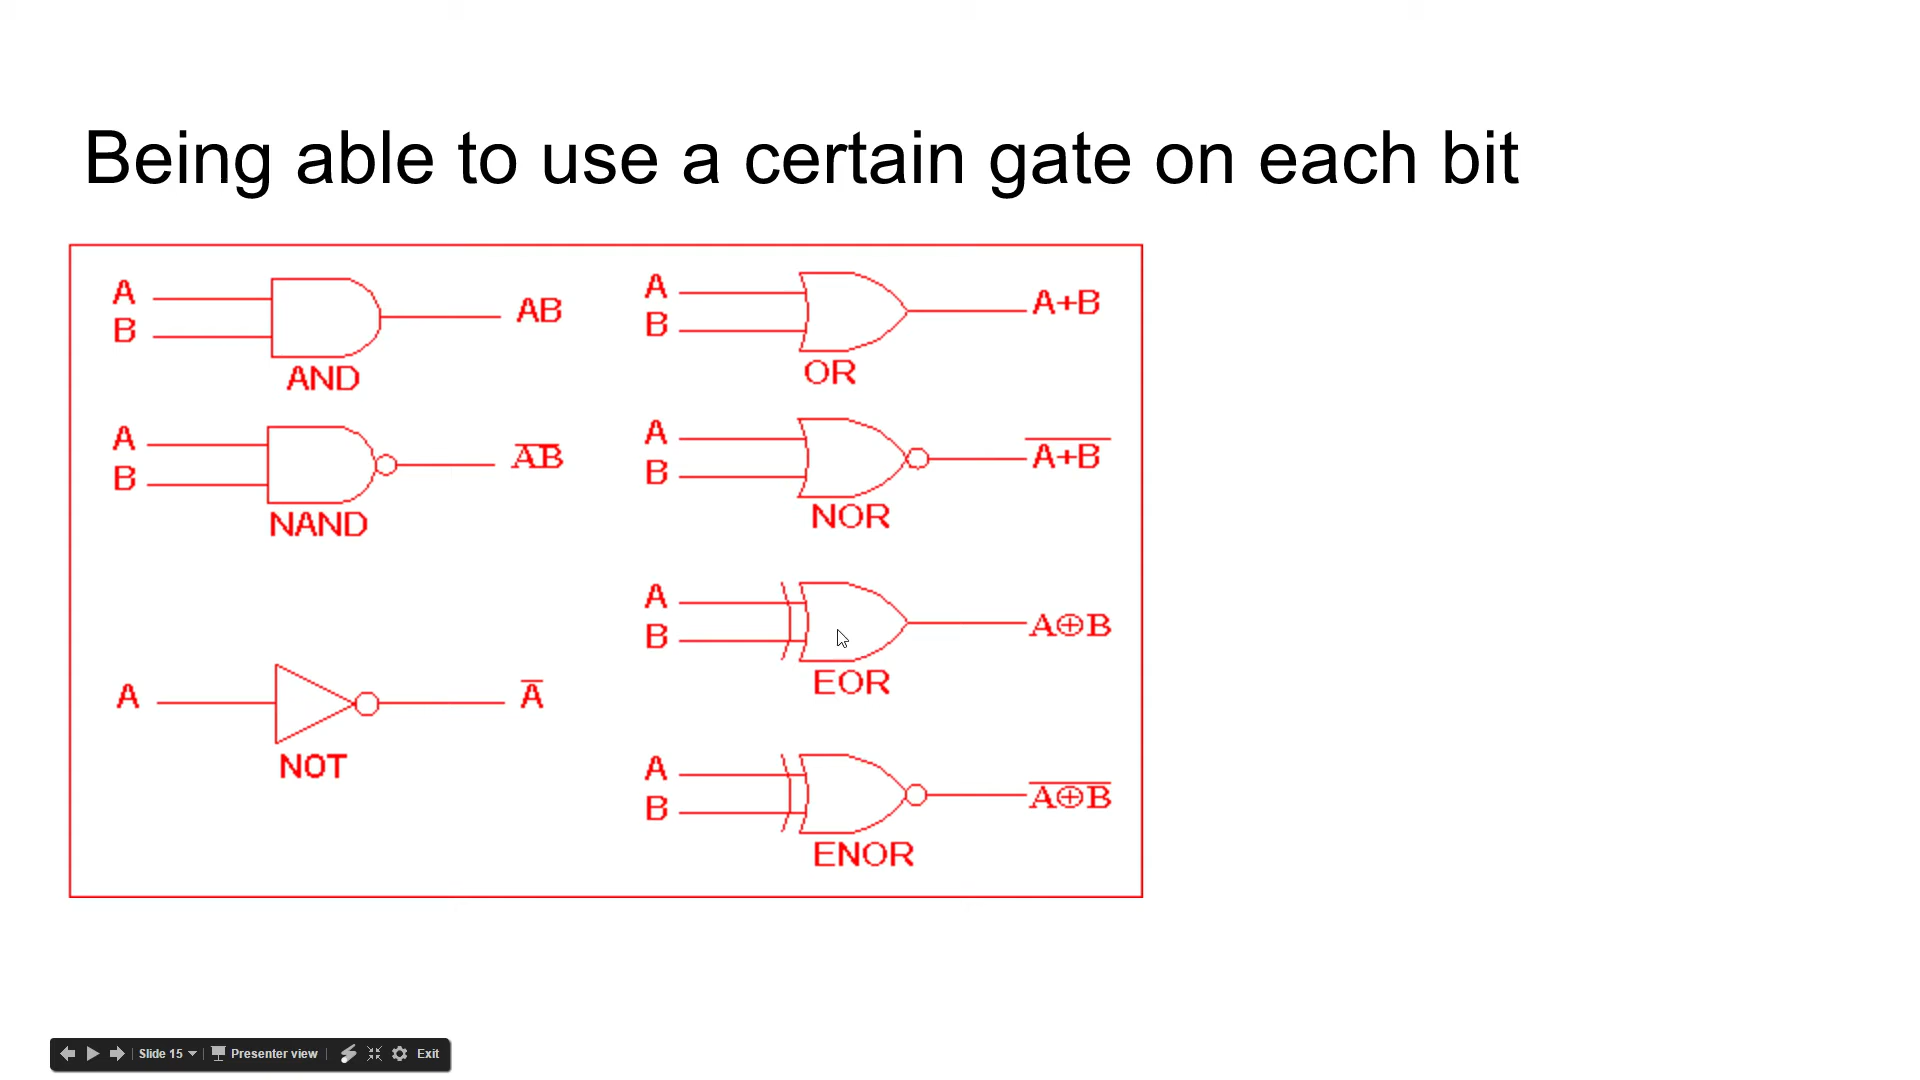 Being able to use a certain gate on each bit
A
B
AB
AND
A
B
A+B
OR
A
B
A̅B̅
NAND
A
B
A̅+̅B̅
NOR
A
B
A⊕B
EOR
A
A̅
NOT
A
B
A̅⊕̅B̅
ENOR
Slide 15
Presenter view
Exit